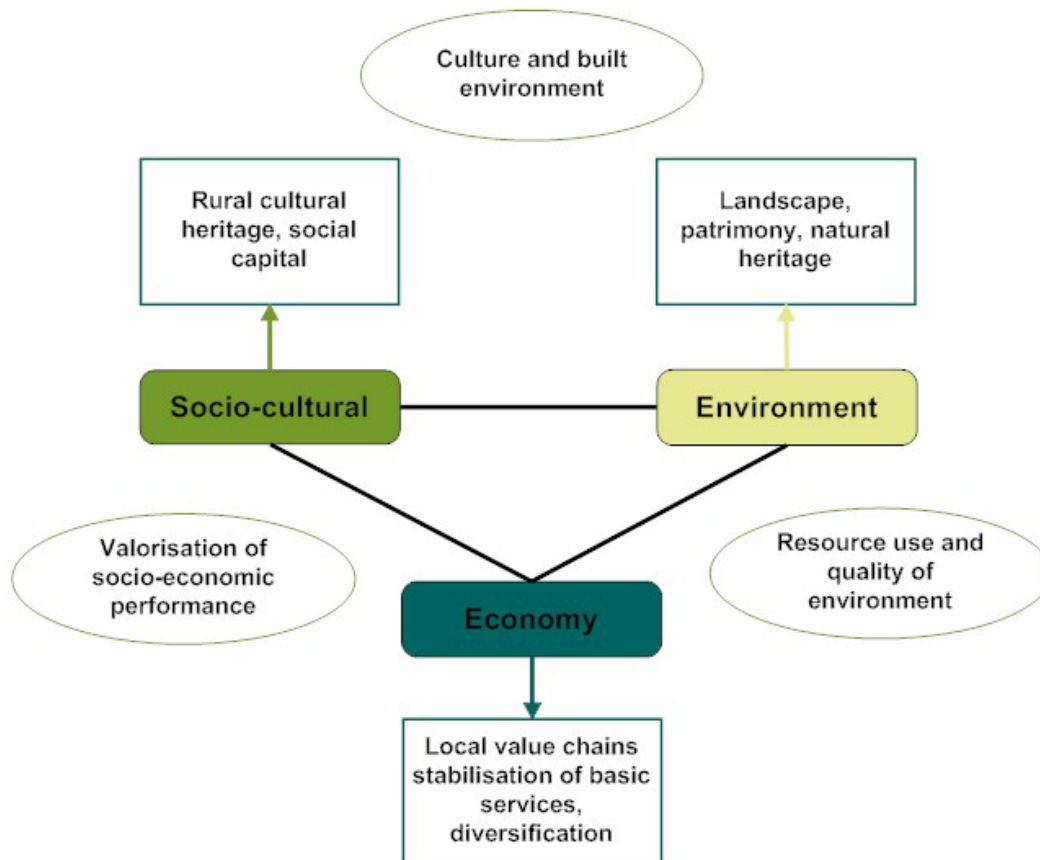 Culture and built
environment
Rural cultural
heritage, social
capital
Landscape,
patrimony, natural
heritage
Socio-cultural
Environment
Valorisation of
socio-economic
performance
Resource use and
quality of
environment
Economy
Local value chains
stabilisation of basic
services,
diversification